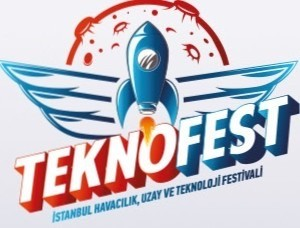 TEKNOFEST
İSTANBUL HAVACILIK, UZAY VE TEKNOLOJİ FESTİVALİ